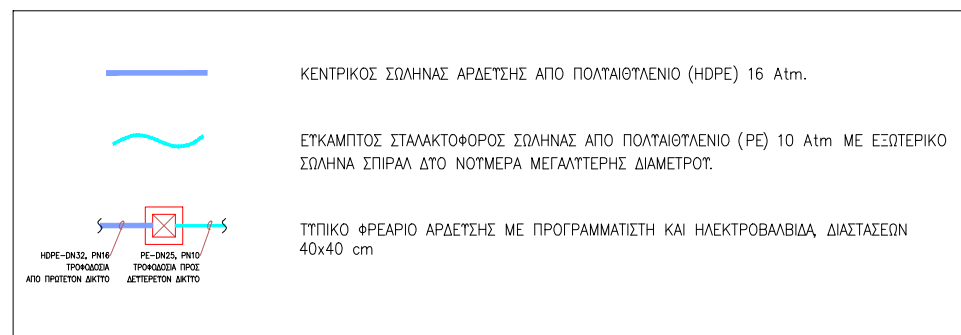 ΚΕΝΤΡΙΚΟΣ ΣΩΛΗΝΑΣ ΑΡΔΕΥΣΗΣ ΑΠΟ ΠΟΛΥΑΙΘΥΛΕΝΙΟ (HDPE) 16 Atm.
ΕΥΚΑΜΠΤΟΣ ΣΤΑΛΑΚΤΟΦΟΡΟΣ ΣΩΛΗΝΑΣ ΑΠΟ ΠΟΛΥΑΙΘΥΛΕΝΙΟ (PE) 10 Atm ΜΕ ΕΞΩΤΕΡΙΚΟ
ΣΩΛΗΝΑ ΣΠΙΡΑΛ ΔΥΟ ΝΟΥΜΕΡΑ ΜΕΓΑΛΥΤΕΡΗΣ ΔΙΑΜΕΤΡΟΥ.
ΤΥΠΙΚΟ ΦΡΕΑΡΙΟ ΑΡΔΕΥΣΗΣ ΜΕ ΠΡΟΓΡΑΜΜΑΤΙΣΤΗ ΚΑΙ ΗΛΕΚΤΡΟΒΑΛΒΙΔΑ, ΔΙΑΣΤΑΣΕΩΝ
40x40 cm
HDPE-DN32, PN16
ΤΡΟΦΟΔΟΣΙΑ
ΑΠΟ ΠΡΩΤΕΥΟΝ ΔΙΚΤΥΟ
PE-DN25, PN10
ΤΡΟΦΟΔΟΣΙΑ ΠΡΟΣ
ΔΕΥΤΕΡΕΥΟΝ ΔΙΚΤΥΟ